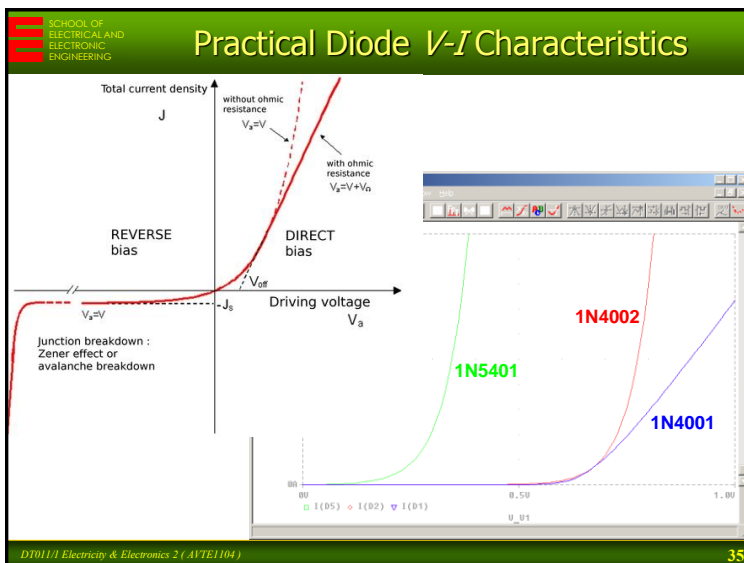 SCHOOL OF
ELECTRICAL AND
ELECTRONIC
ENGINEERING
Practical Diode V-I Characteristics
Total current density
J
without ohmic
resistance
Va=V
with ohmic
resistance
Va=V+VΩ
REVERSE
bias
DIRECT
bias
Voff
-Js
Driving voltage
Va
Va=V
Junction breakdown :
Zener effect or
avalanche breakdown
1N5401
1N4002
1N4001
0A
0V
0.5V
1.0V
I(D5)
I(D2)
I(D1)
V_V1
DT011/1 Electricity & Electronics 2 ( AVTE1104 )
35